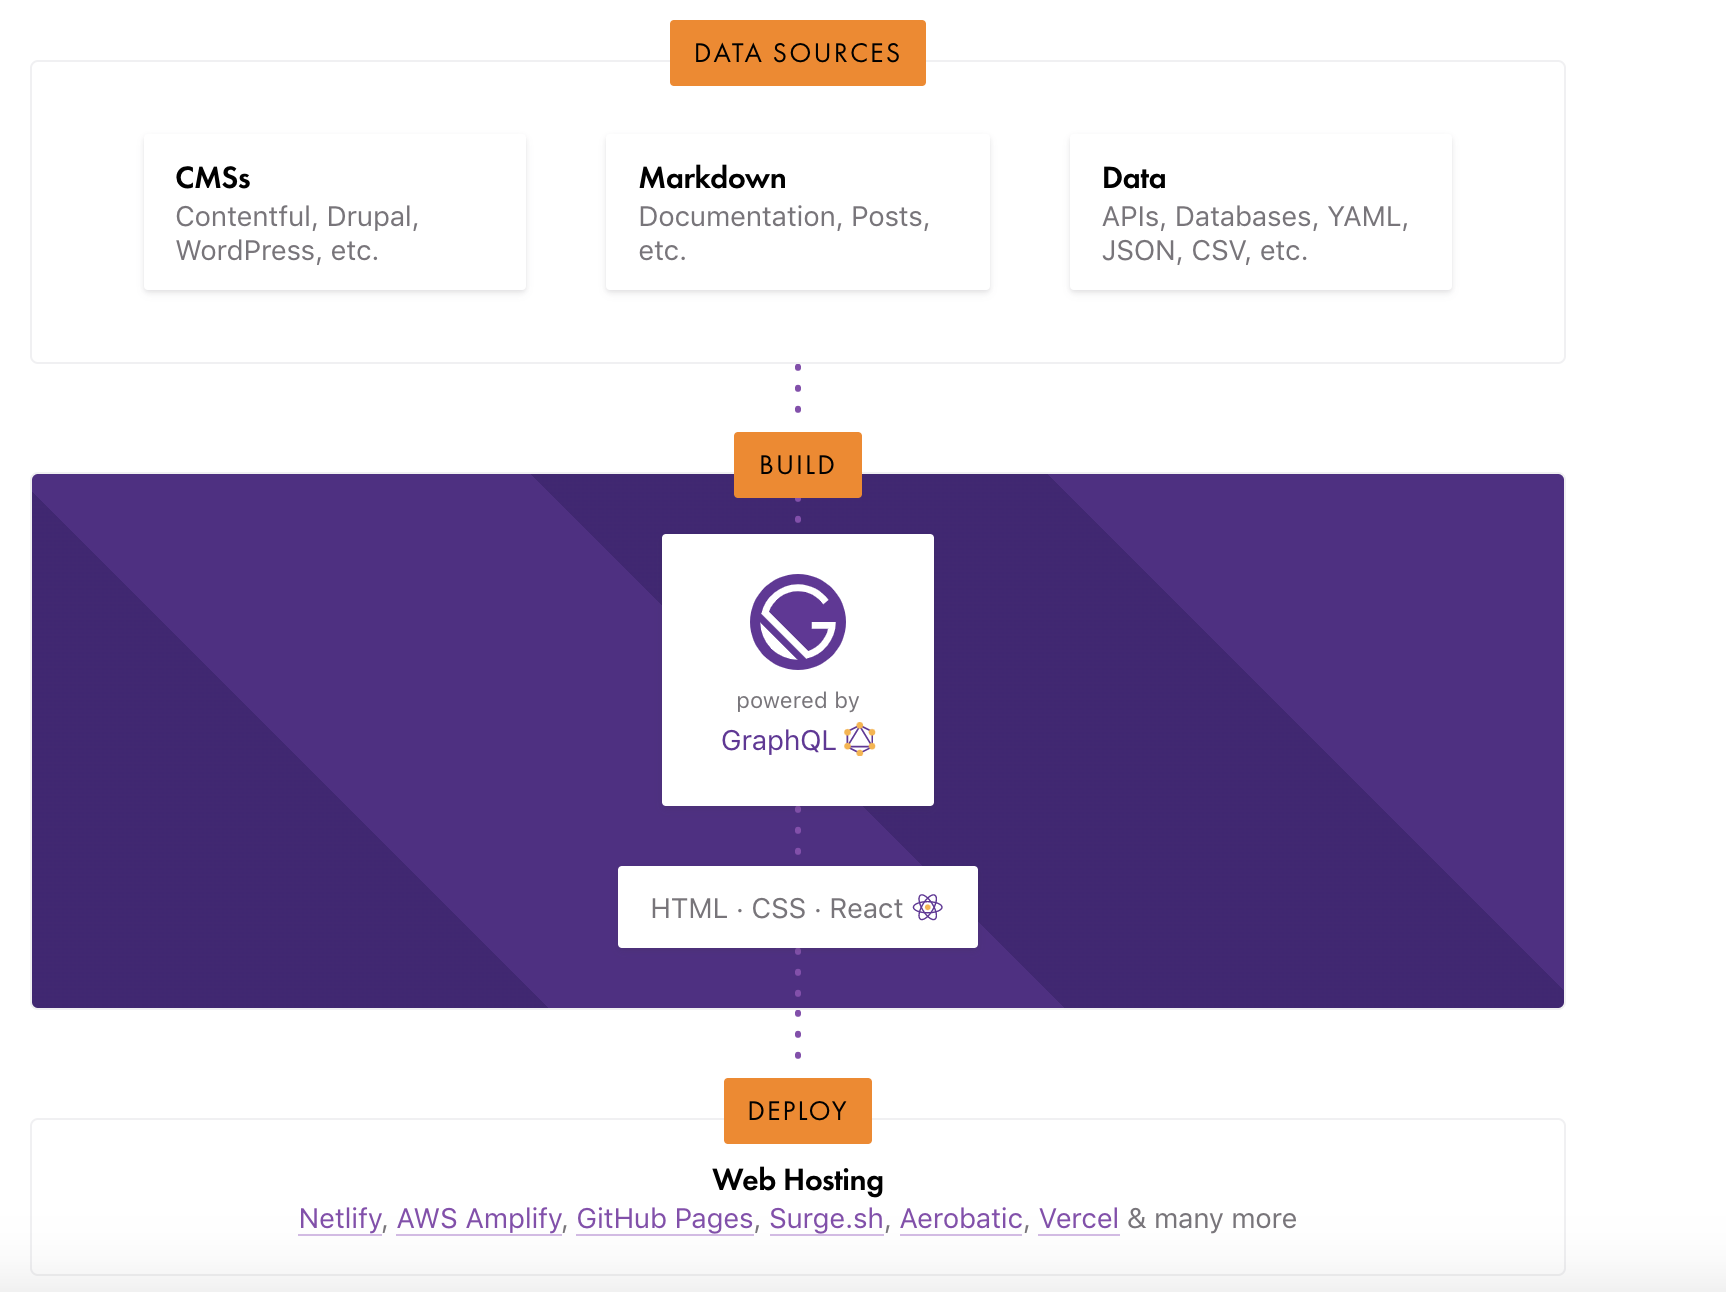 DATA SOURCES
CMSs
Contentful, Drupal,
WordPress, etc.
Markdown
Documentation, Posts,
etc.
Data
APIs, Databases, YAML,
JSON, CSV, etc.
BUILD
powered by
GraphQL
HTML · CSS · React
DEPLOY
Web Hosting
Netlify, AWS Amplify, GitHub Pages, Surge.sh, Aerobatic, Vercel & many more